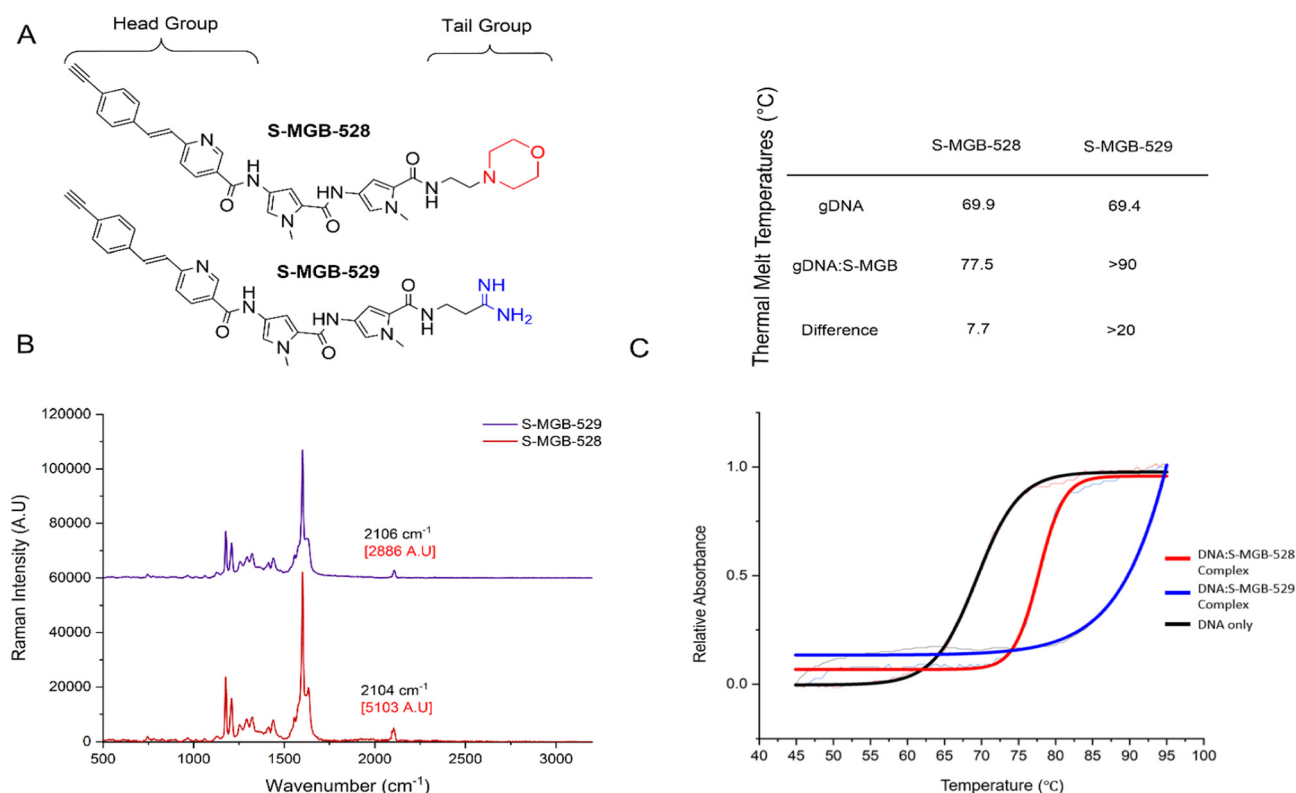 A
Head Group
Tail Group
S-MGB-528
N
O
H
N
N
O
H
N
O
N
H
N
O
N
S-MGB-529
N
O
H
N
N
O
H
N
O
N
H
N
NH
NH2
Thermal Melt Temperatures (°C)
S-MGB-528 S-MGB-529
gDNA 69.9 69.4
gDNA:S-MGB 77.5 >90
Difference 7.7 >20
B
Raman Intensity (A.U)
120000
100000
80000
60000
40000
20000
0
S-MGB-529
S-MGB-528
2106 cm-1
[2886 A.U]
2104 cm-1
[5103 A.U]
500 1000 1500 2000 2500 3000
Wavenumber (cm-1)
C
Relative Absorbance
1.0
0.5
0.0
DNA:S-MGB-528
Complex
DNA:S-MGB-529
Complex
DNA only
40 45 50 55 60 65 70 75 80 85 90 95 100
Temperature (°C)